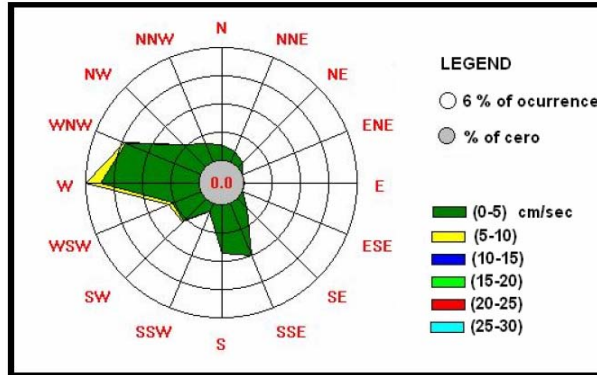 N
NNW
NNE
NW
NE
WNW
ENE
W
0.0
E
WSW
ESE
SW
SE
SSW
SSE
S
LEGEND
6 % of ocurrence
% of cero
(0-5) cm/sec
(5-10)
(10-15)
(15-20)
(20-25)
(25-30)